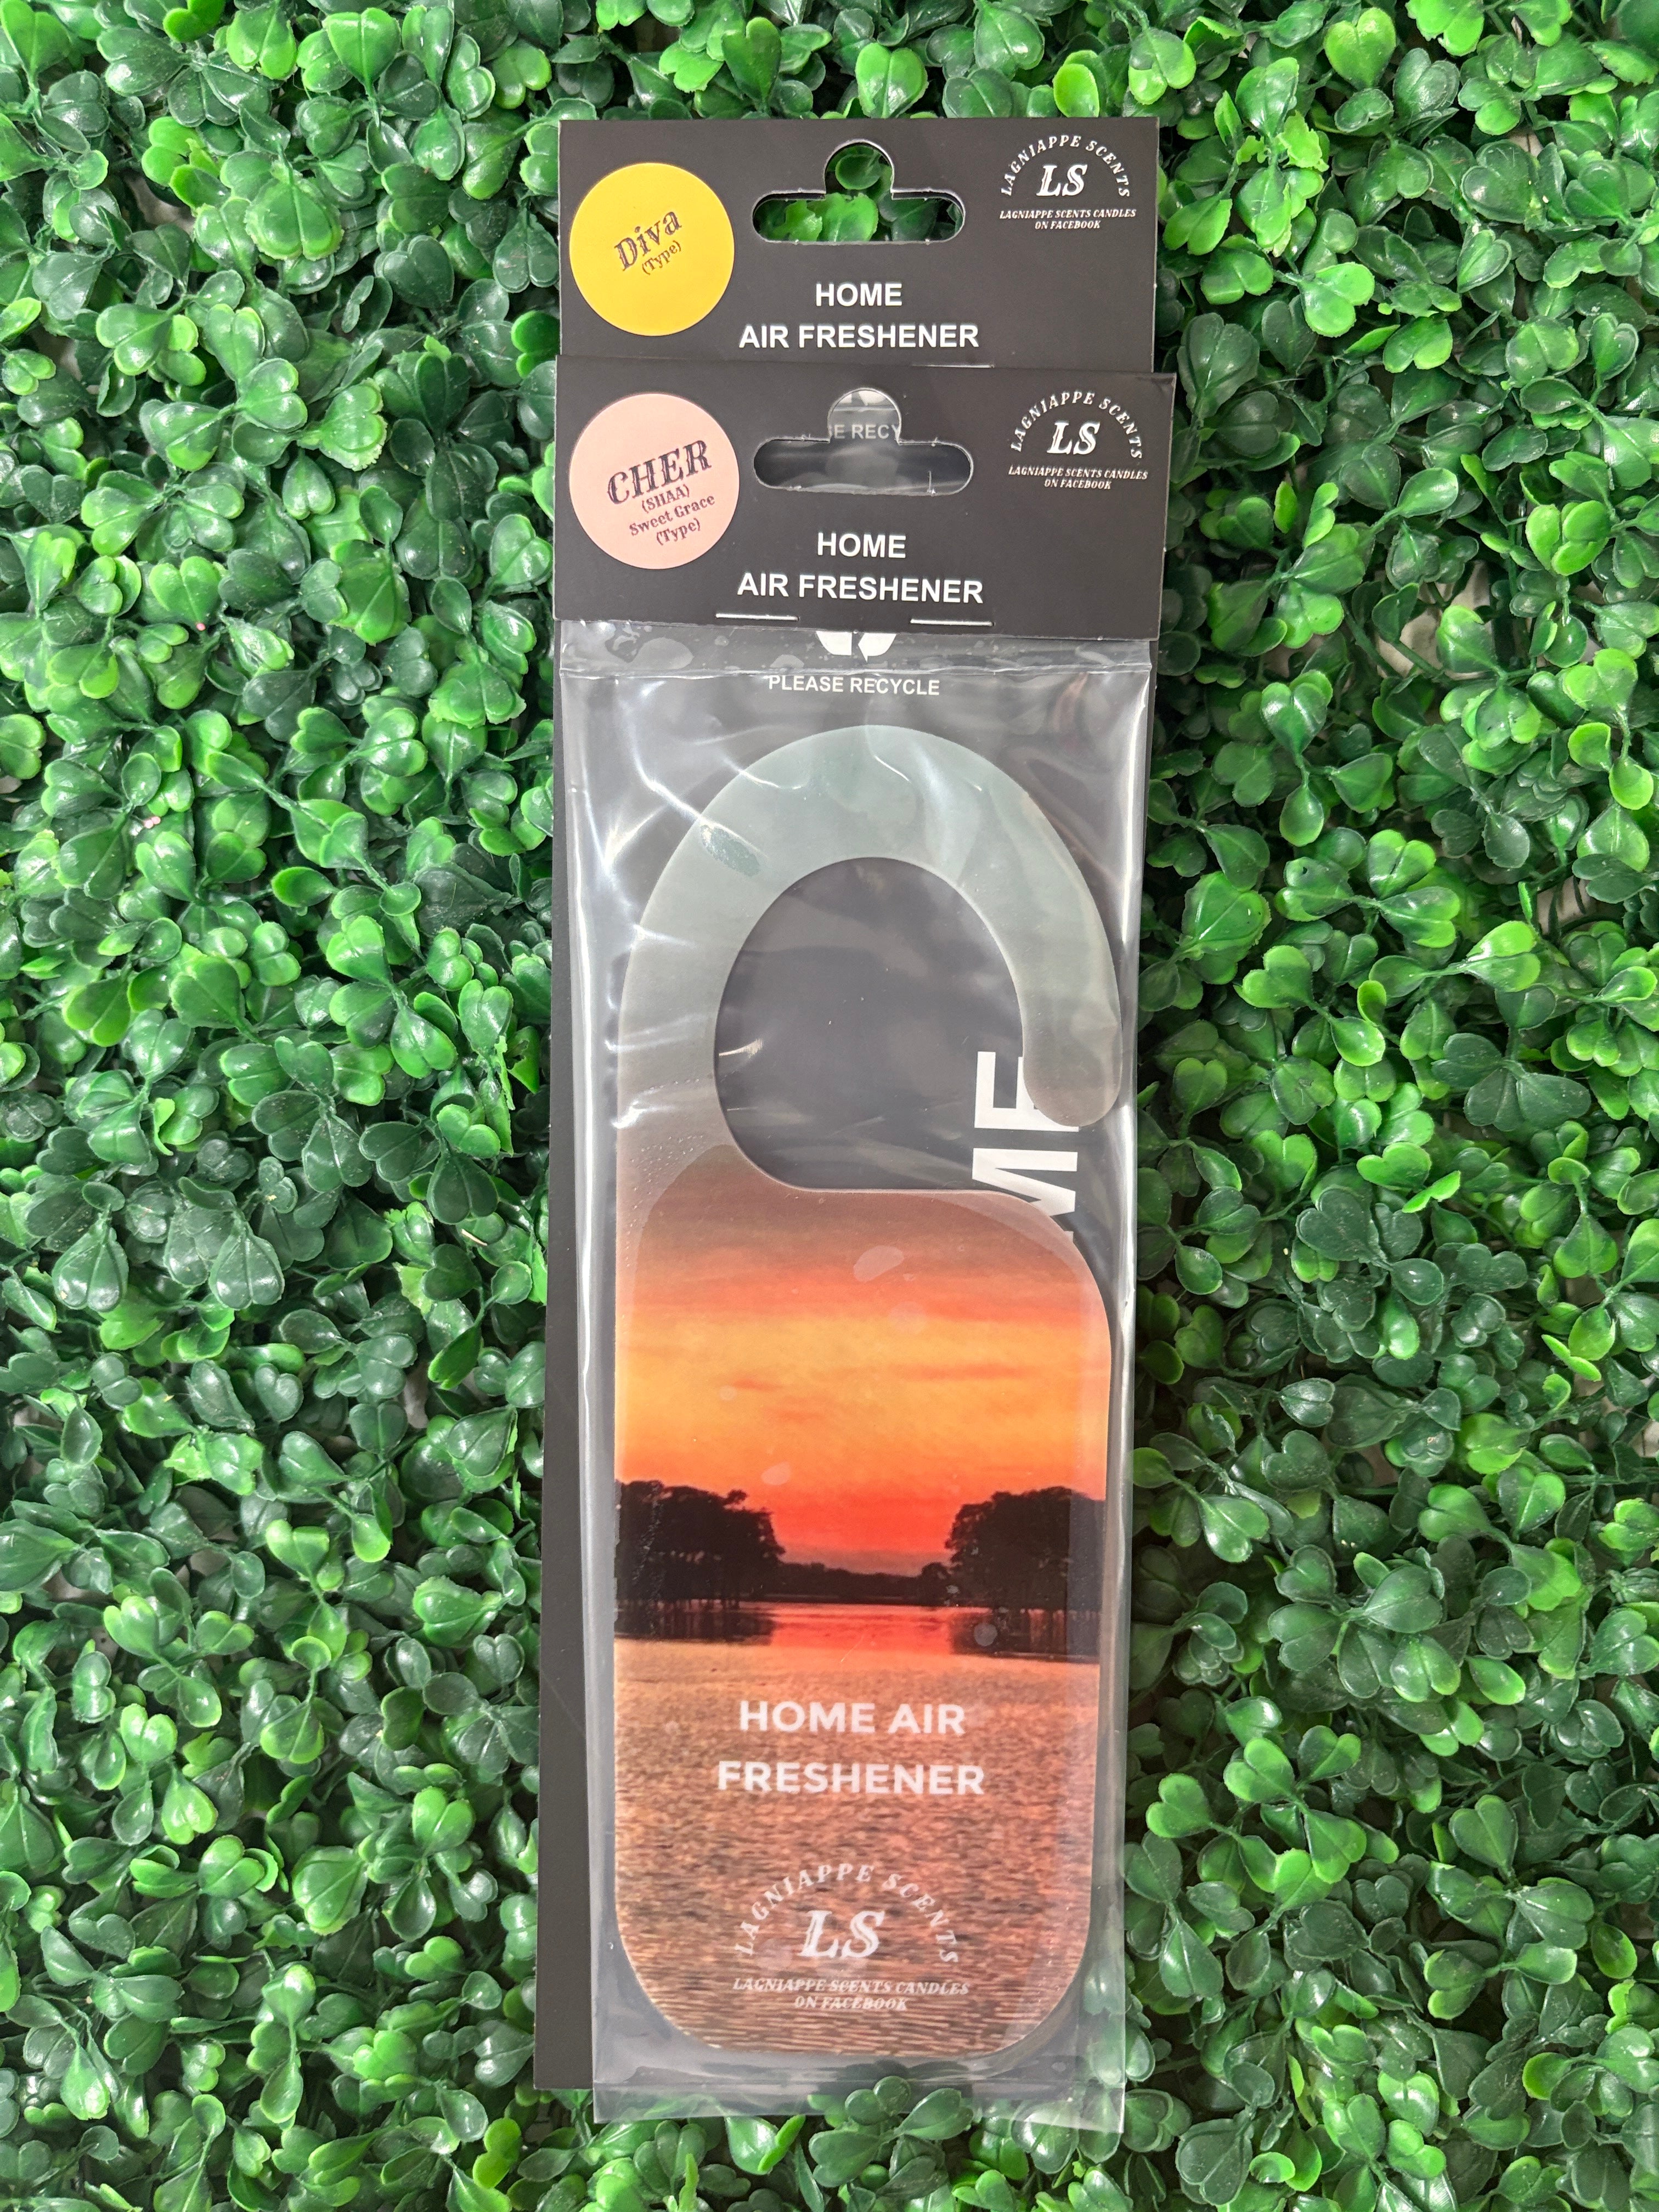 Diva
(Type)
LAGNIAPPE SCENTS
LS
LAGNIAPPE SCENTS CANDLES
ON FACEBOOK
HOME
AIR FRESHENER
CHER
(SHAA)
Sweet Grace
(Type)
E RECY
LAGNIAPPE SCENTS
LS
LAGNIAPPE SCENTS CANDLES
ON FACEBOOK
HOME
AIR FRESHENER
PLEASE RECYCLE
ME
HOME AIR
FRESHENER
LAGNIAPPE SCENTS
LS
LAGNIAPPE SCENTS CANDLES
ON FACEBOOK